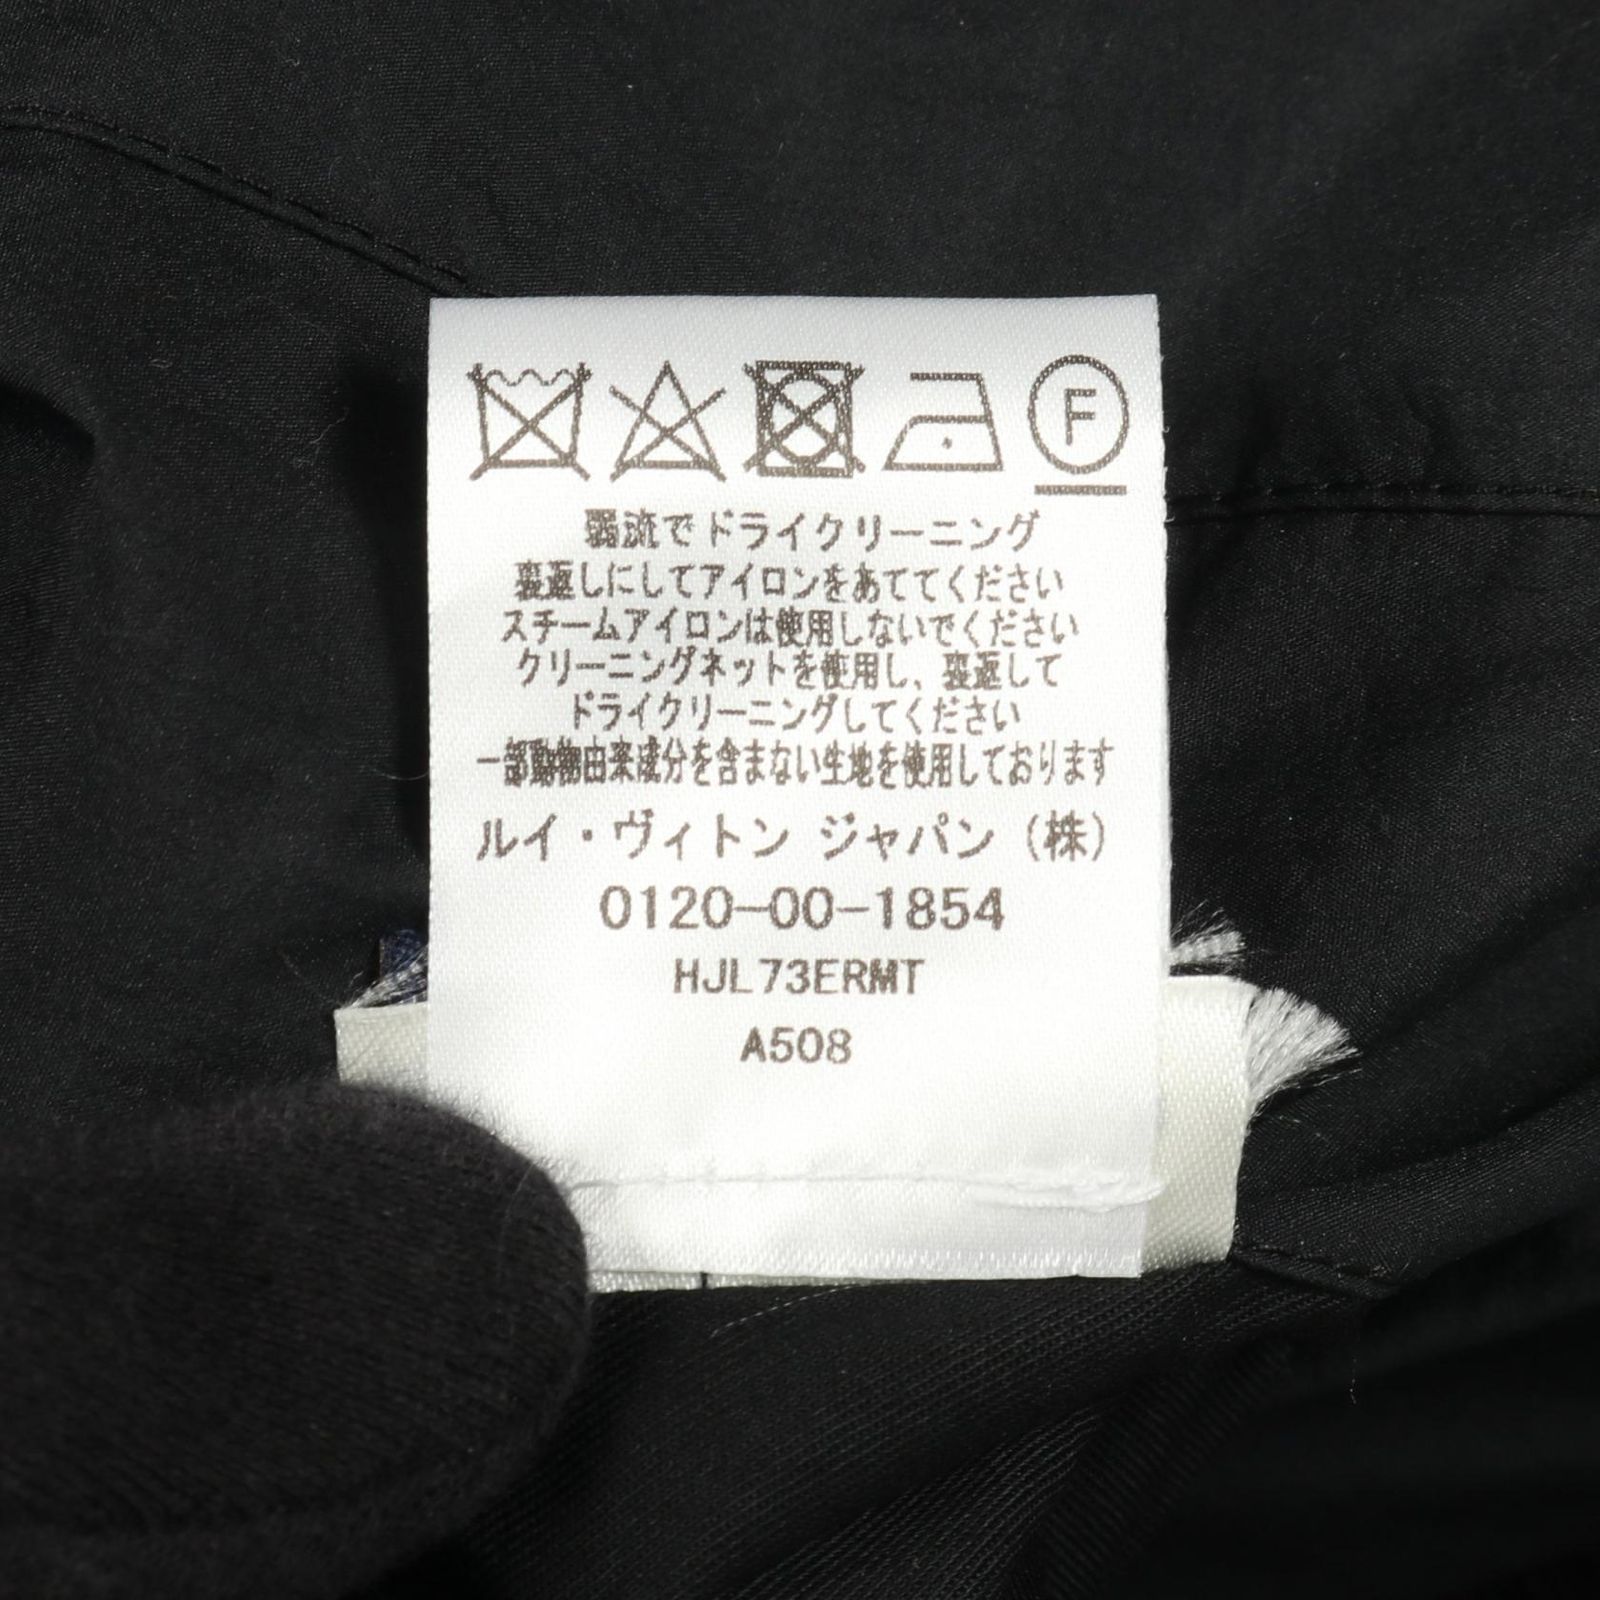 F
弱流でドライクリーニング
裏返しにしてアイロンをあててください
スチームアイロンは使用しないでください
クリーニングネットを使用し、裏返して
ドライクリーニングしてください
一部動物由来成分を含まない生地を使用しております
ルイ・ヴィトン ジャパン (株)
0120-00-1854
HJL73ERMT
A508